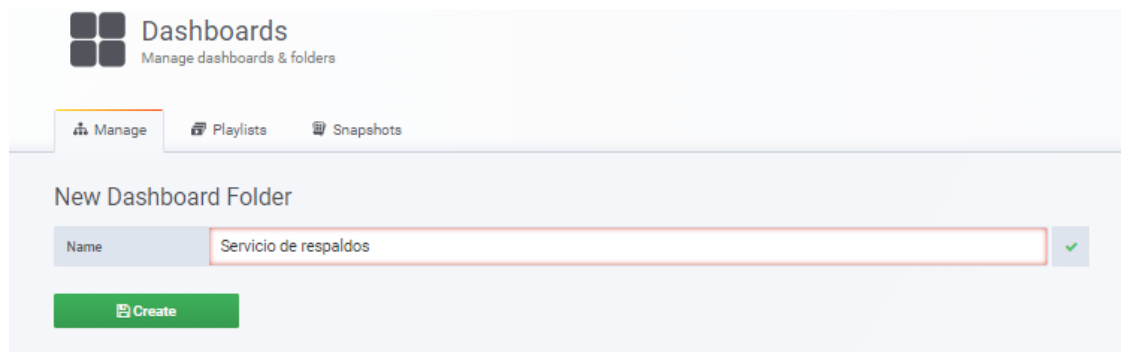 Dashboards
Manage dashboards & folders
Manage Playlists Snapshots
New Dashboard Folder
Name Servicio de respaldos
Create